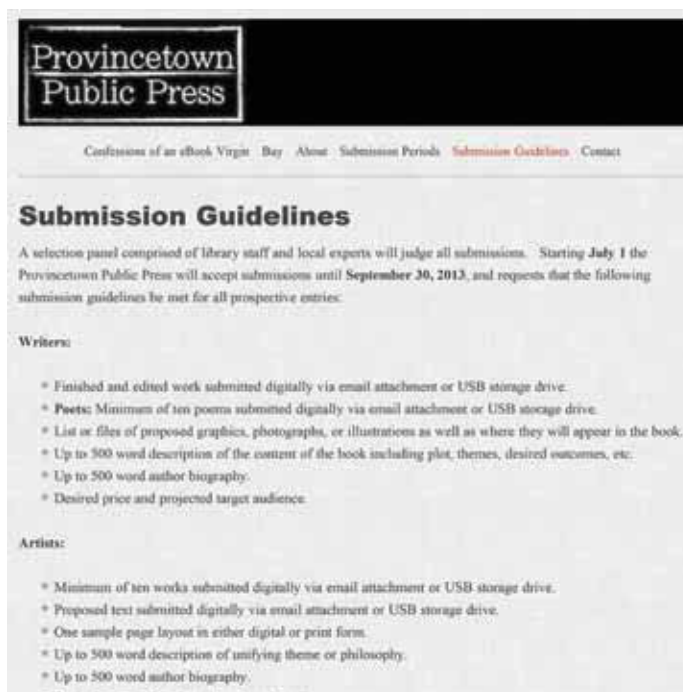 Provincetown
Public Press
Confessions of an eBook Virgin Buy About Submission Periods Submission Guidelines Contact
Submission Guidelines
A selection panel comprised of library staff and local experts will judge all submissions. Starting July 1 the
Provincetown Public Press will accept submissions until September 30, 2013, and requests that the following
submission guidelines be met for all prospective entries:
Writers:
Finished and edited work submitted digitally via email attachment or USB storage drive.
Poets: Minimum of ten poems submitted digitally via email attachment or USB storage drive.
List or files of proposed graphics, photographs, or illustrations as well as where they will appear in the book.
Up to 500 word description of the content of the book including plot, themes, desired outcomes, etc.
Up to 500 word author biography.
Desired price and projected target audience.
Artists:
Minimum of ten works submitted digitally via email attachment or USB storage drive.
Proposed text submitted digitally via email attachment or USB storage drive.
One sample page layout in either digital or print form.
Up to 500 word description of unifying theme or philosophy.
Up to 500 word author biography.